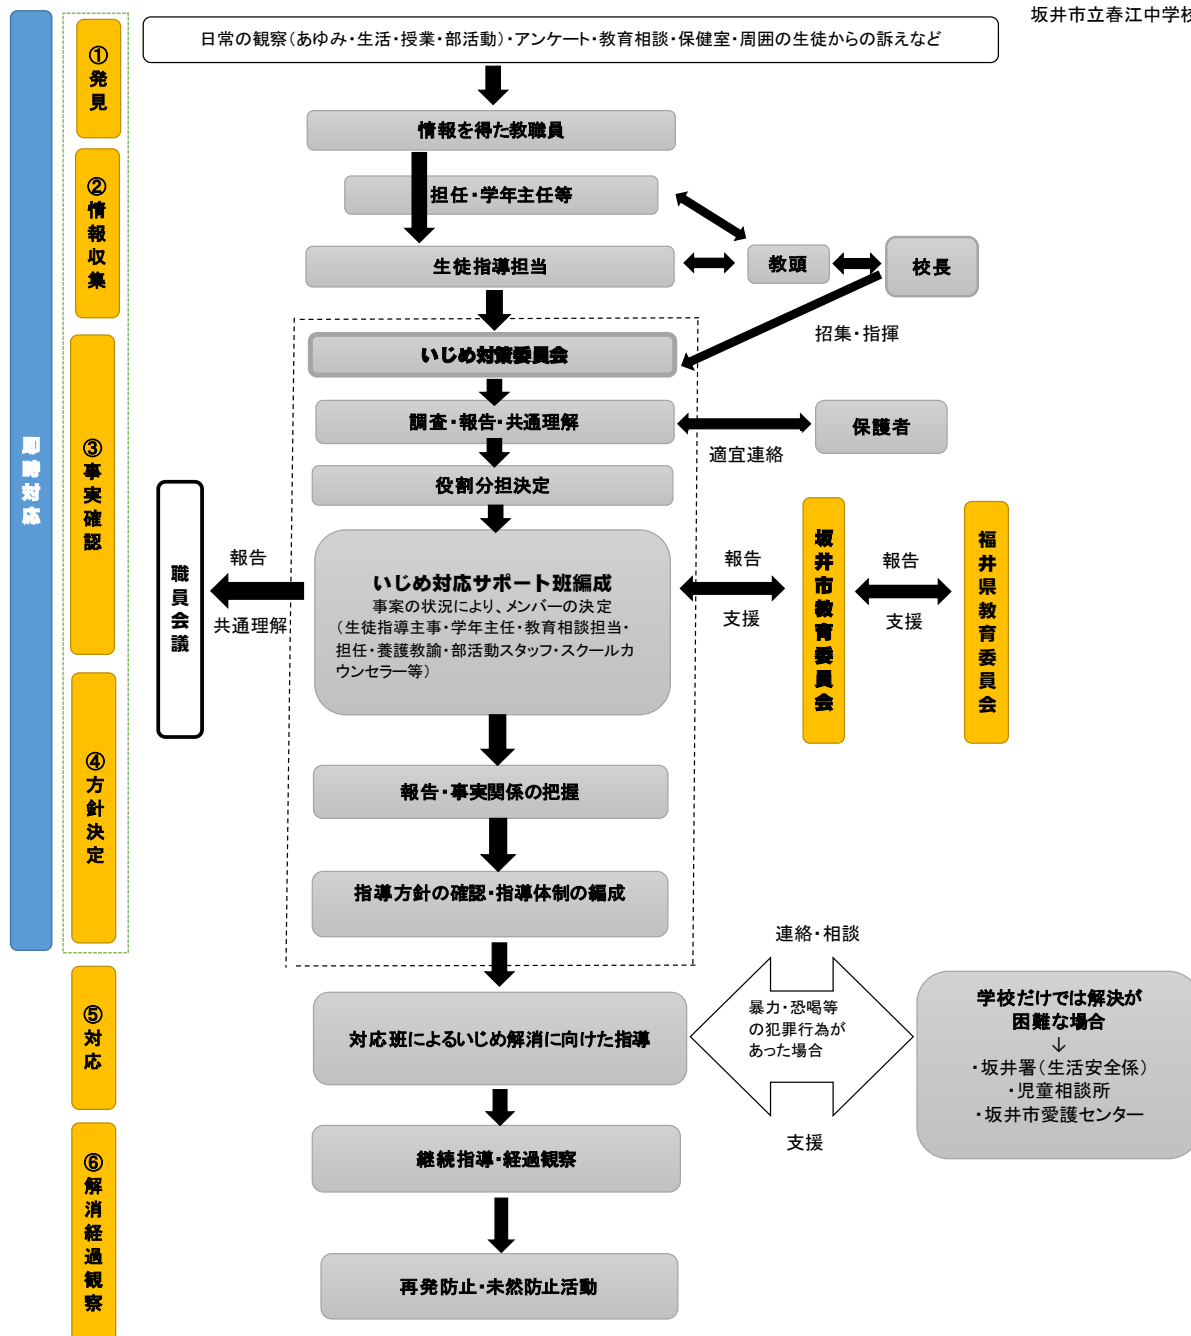 坂井市立春江中学校
日常の観察（あゆみ・生活・授業・部活動）・アンケート・教育相談・保健室・周囲の生徒からの訴えなど
①発見
情報を得た教職員
②情報収集
担任・学年主任等
生徒指導担当
教頭
校長
招集・指揮
即時対応
③事実確認
いじめ対策委員会
調査・報告・共通理解
保護者
適宜連絡
役割分担決定
職員会議
報告
共通理解
いじめ対応サポート班編成
事案の状況により、メンバーの決定
（生徒指導主事・学年主任・教育相談担当・
担任・養護教諭・部活動スタッフ・スクールカ
ウンセラー等）
報告
支援
坂井市教育委員会
報告
支援
福井県教育委員会
④方針決定
報告・事実関係の把握
指導方針の確認・指導体制の編成
⑤対応
対応班によるいじめ解消に向けた指導
連絡・相談
暴力・恐喝等
の犯罪行為が
あった場合
支援
学校だけでは解決が
困難な場合
↓
・坂井署（生活安全係）
・児童相談所
・坂井市愛護センター
⑥解消経過観察
継続指導・経過観察
再発防止・未然防止活動